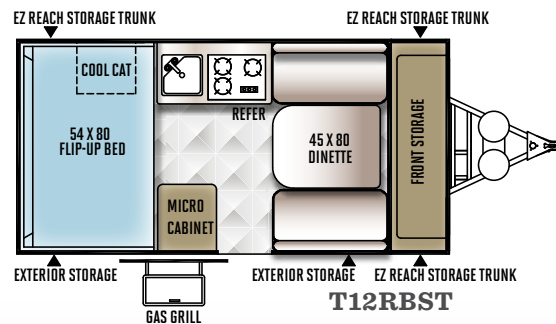 EZ REACH STORAGE TRUNK
EZ REACH STORAGE TRUNK
COOL CAT
REFER
54 X 80
FLIP-UP BED
45 X 80
DINETTE
FRONT STORAGE
MICRO
CABINET
EXTERIOR STORAGE
EXTERIOR STORAGE
EZ REACH STORAGE TRUNK
T12RBST
GAS GRILL